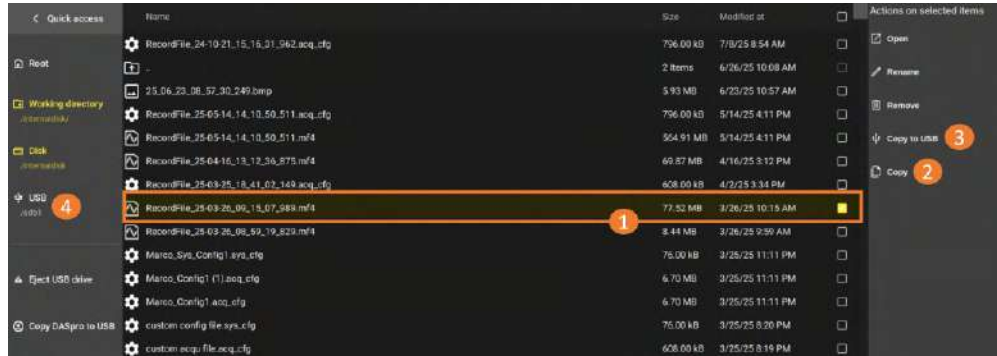 Quick access
Name Size Modified at
Actions on selected items
RecordFile_24-10-21_15_16_31_962.acq_cfg 796.00 kB 7/8/25 8:54 AM
Open
Root
.. 2 Items 6/26/25 10:08 AM
Rename
25_06_23_08_57_30_249.bmp 5.93 MB 6/23/25 10:57 AM
Working directory
/internaldisk/
RecordFile_25-05-14_14_10_50_511.acq_cfg 796.00 kB 5/14/25 4:11 PM
Remove
RecordFile_25-05-14_14_10_50_511.mf4 564.91 MB 5/14/25 4:11 PM
Copy to USB 3
Disk
/internaldisk
RecordFile_25-04-16_13_12_36_875.mf4 69.87 MB 4/16/25 3:12 PM
Copy 2
RecordFile_25-03-25_18_41_02_149.acq_cfg 608.00 kB 4/2/25 3:34 PM
USB 4
/sdb1
RecordFile_25-03-26_09_15_07_989.mf4 77.52 MB 3/26/25 10:15 AM
1
RecordFile_25-03-26_08_59_19_829.mf4 8.44 MB 3/26/25 9:59 AM
Marco_Sys_Config1.sys_cfg 76.00 kB 3/25/25 11:11 PM
Eject USB drive
Marco_Config1 (1).acq_cfg 6.70 MB 3/25/25 11:11 PM
Marco_Config1.acq_cfg 6.70 MB 3/25/25 11:11 PM
Copy DASpro to USB
custom config file.sys_cfg 76.00 kB 3/25/25 8:20 PM
custom acqu file.acq_cfg 608.00 kB 3/25/25 8:19 PM